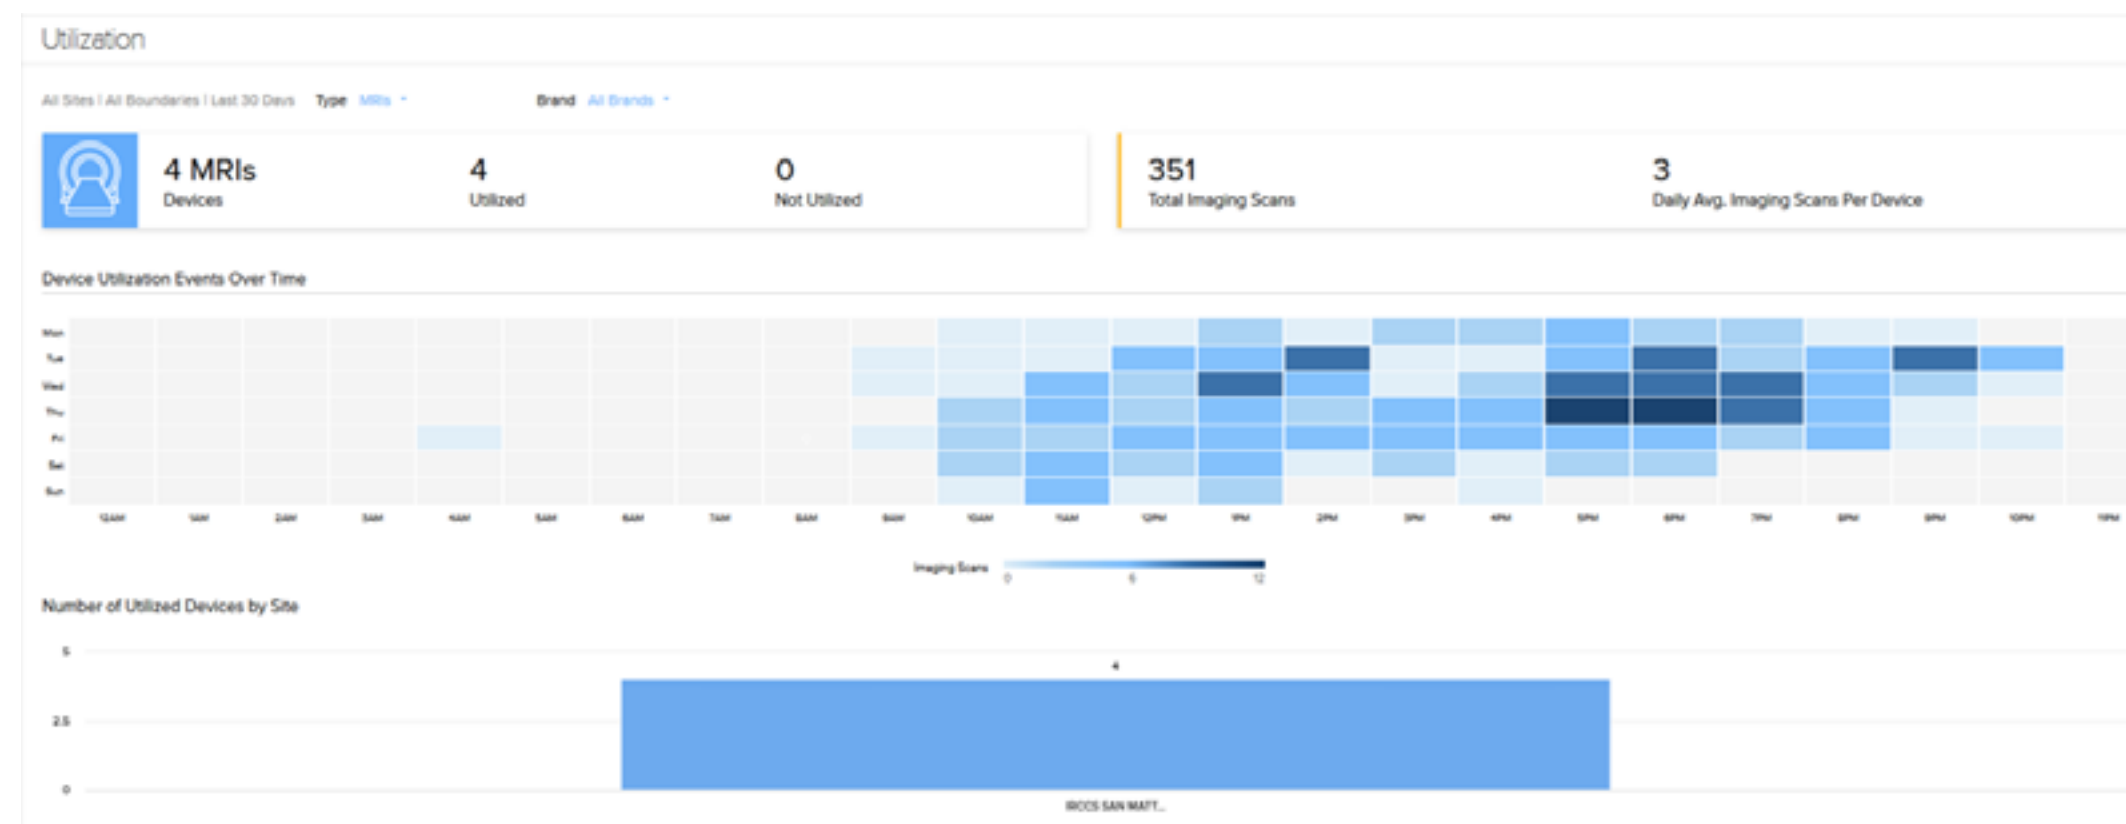 Utilization
All Sites | All Boundaries | Last 30 Days Type MRIs Brand All Brands
4 MRIs 4 0 351 3
Devices Utilized Not Utilized Total Imaging Scans Daily Avg. Imaging Scans Per Device
Device Utilization Events Over Time
Mon
Tue
Wed
Thu
Fri
Sat
Sun
12AM 1AM 2AM 3AM 4AM 5AM 6AM 7AM 8AM 9AM 10AM 11AM 12PM 1PM 2PM 3PM 4PM 5PM 6PM 7PM 8PM 9PM 10PM 11PM
Imaging Scans
0 6 12
Number of Utilized Devices by Site
5
4
2.5
0
IRCCS SAN MATT...